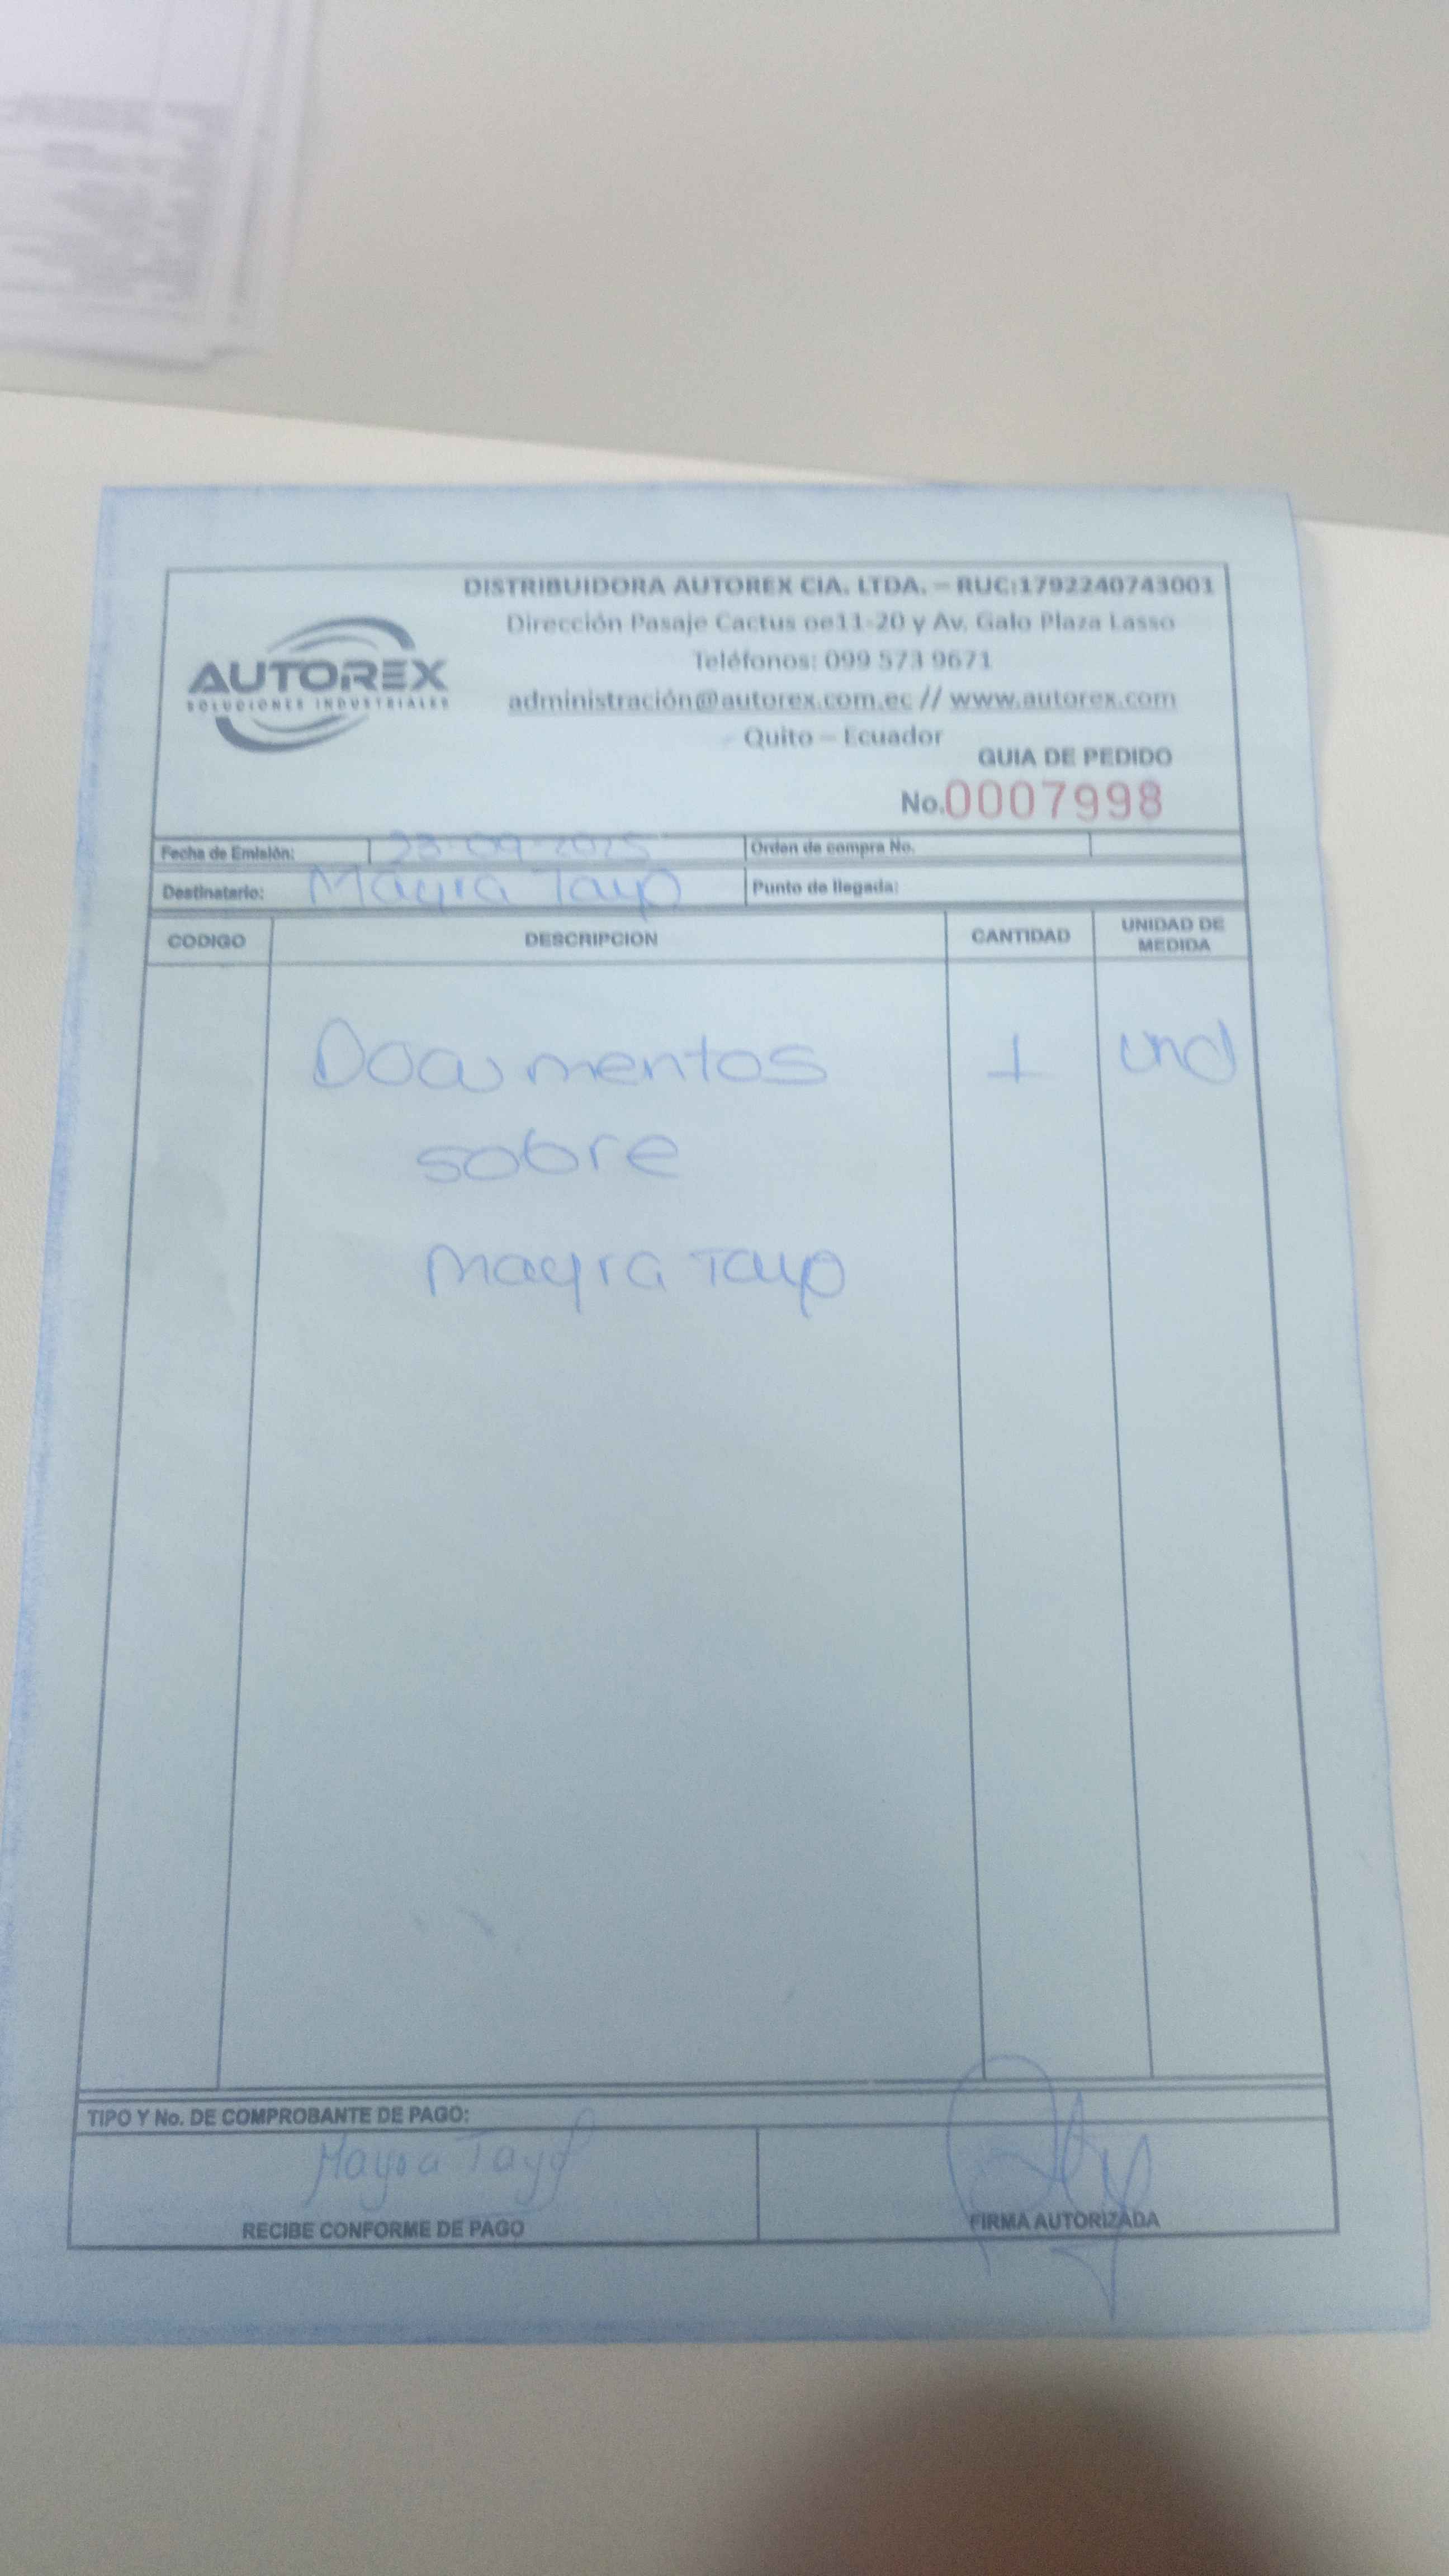 DISTRIBUIDORA AUTOREX CIA. LTDA. – RUC:1792240743001
Dirección Pasaje Cactus oe11-20 y Av. Galo Plaza Lasso
Teléfonos: 099 573 9671
AUTOREX
SOLUCIONES INDUSTRIALES
administración@autorex.com.ec // www.autorex.com
Quito – Ecuador
GUIA DE PEDIDO
No.0007998
Fecha de Emisión: 23-09-2025 Orden de compra No.
Destinatario: Mayra Tayo Punto de llegada:
CODIGO DESCRIPCION CANTIDAD UNIDAD DE MEDIDA
Documentos 1 und
sobre
Mayra Tayo
TIPO Y No. DE COMPROBANTE DE PAGO:
Mayra Tayo
RECIBE CONFORME DE PAGO FIRMA AUTORIZADA